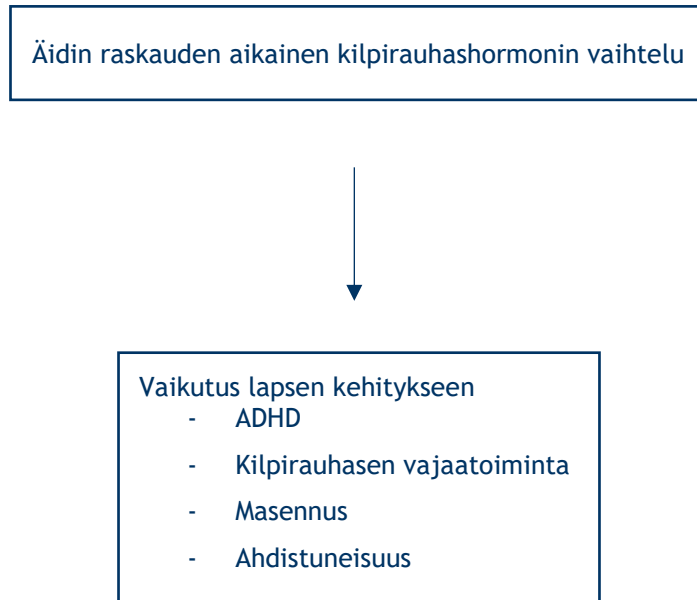 Äidin raskauden aikainen kilpirauhashormonin vaihtelu
Vaikutus lapsen kehitykseen
- ADHD
- Kilpirauhasen vajaatoiminta
- Masennus
- Ahdistuneisuus